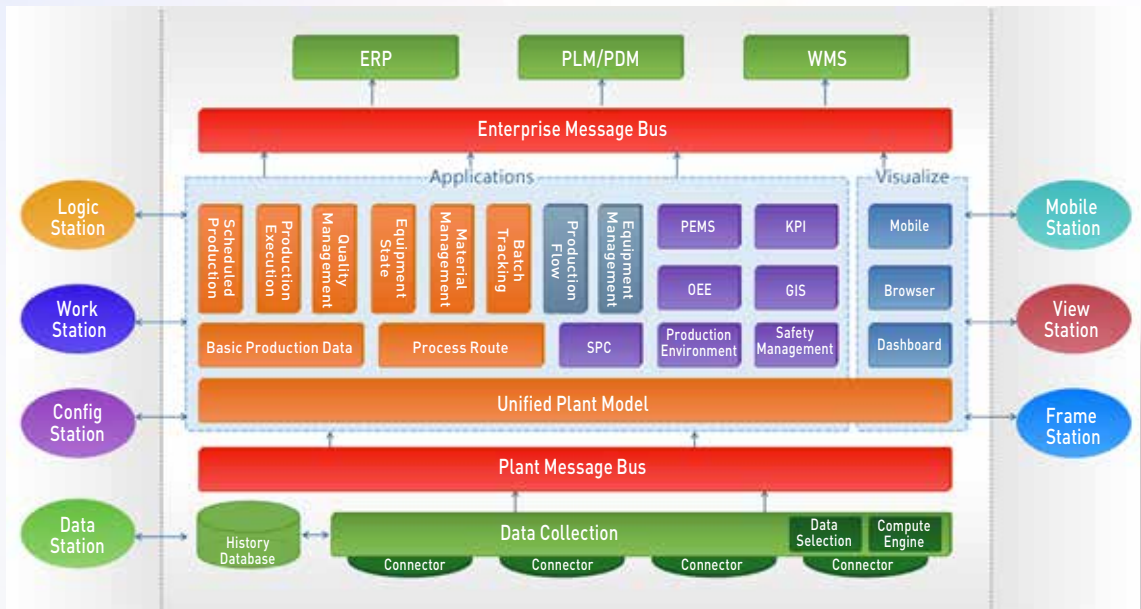 ERP
PLM/PDM
WMS
Enterprise Message Bus
Applications
Visualize
Logic
Station
Work
Station
Config
Station
Data
Station
Scheduled
Production
Production
Execution
Quality
Management
Equipment
State
Material
Management
Batch
Tracking
Production
Flow
Equipment
Management
PEMS
KPI
OEE
GIS
Basic Production Data
Process Route
SPC
Production
Environment
Safety
Management
Mobile
Browser
Dashboard
Unified Plant Model
Mobile
Station
View
Station
Frame
Station
Plant Message Bus
History
Database
Data Collection
Data
Selection
Compute
Engine
Connector
Connector
Connector
Connector